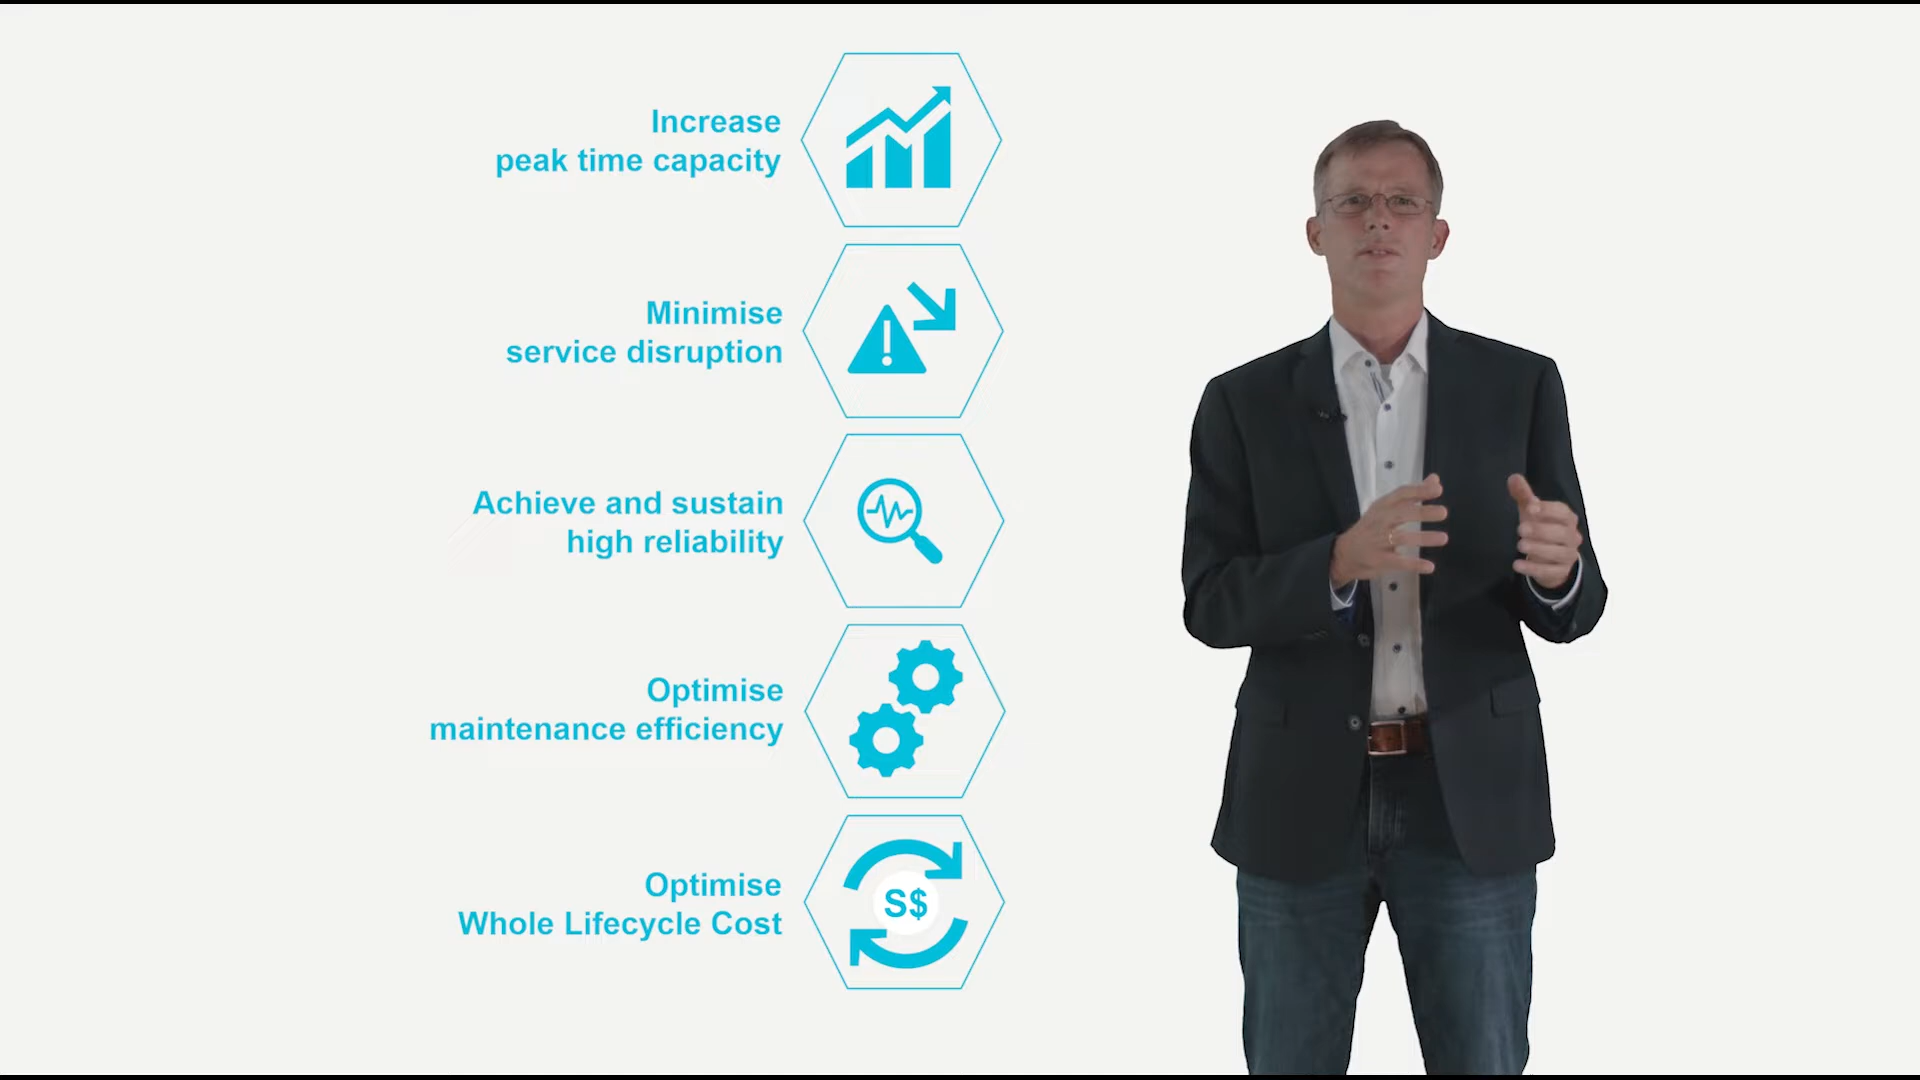 Increase
peak time capacity
Minimise
service disruption
Achieve and sustain
high reliability
Optimise
maintenance efficiency
Optimise
Whole Lifecycle Cost
S$